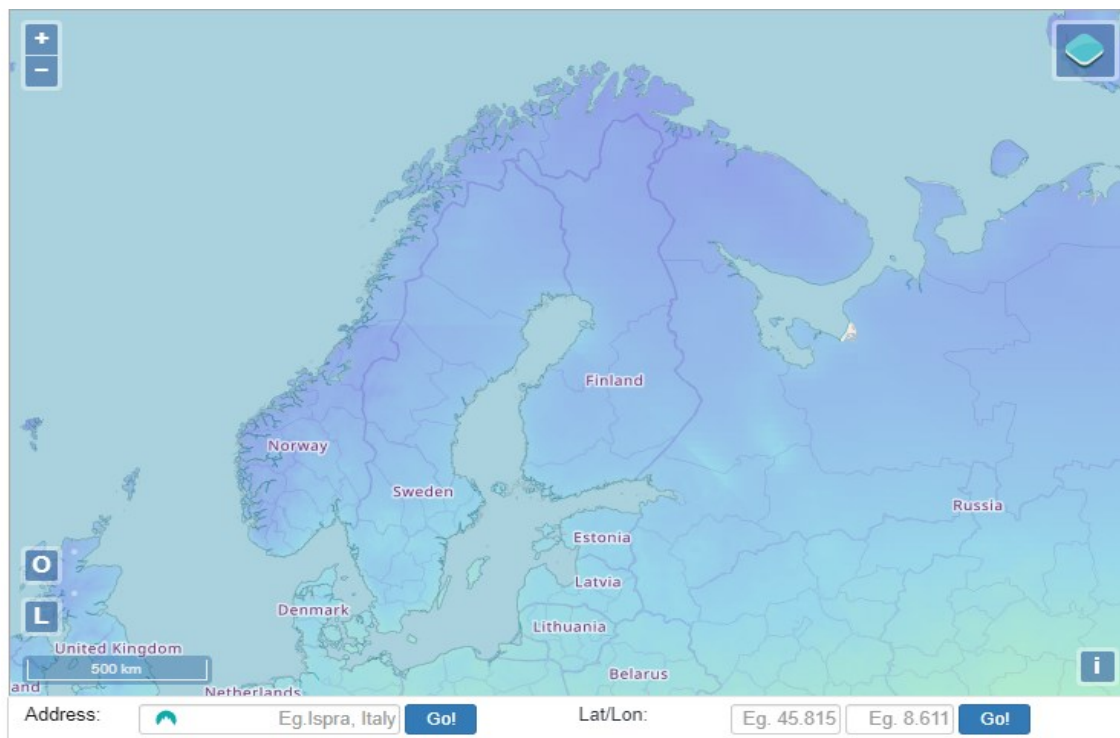 +
−
Finland
Norway
Sweden
Russia
Estonia
O
Latvia
Denmark
L
Lithuania
United Kingdom
500 km
Belarus
i
and
Netherlands
Address:
Eg.Ispra, Italy
Go!
Lat/Lon:
Eg. 45.815
Eg. 8.611
Go!